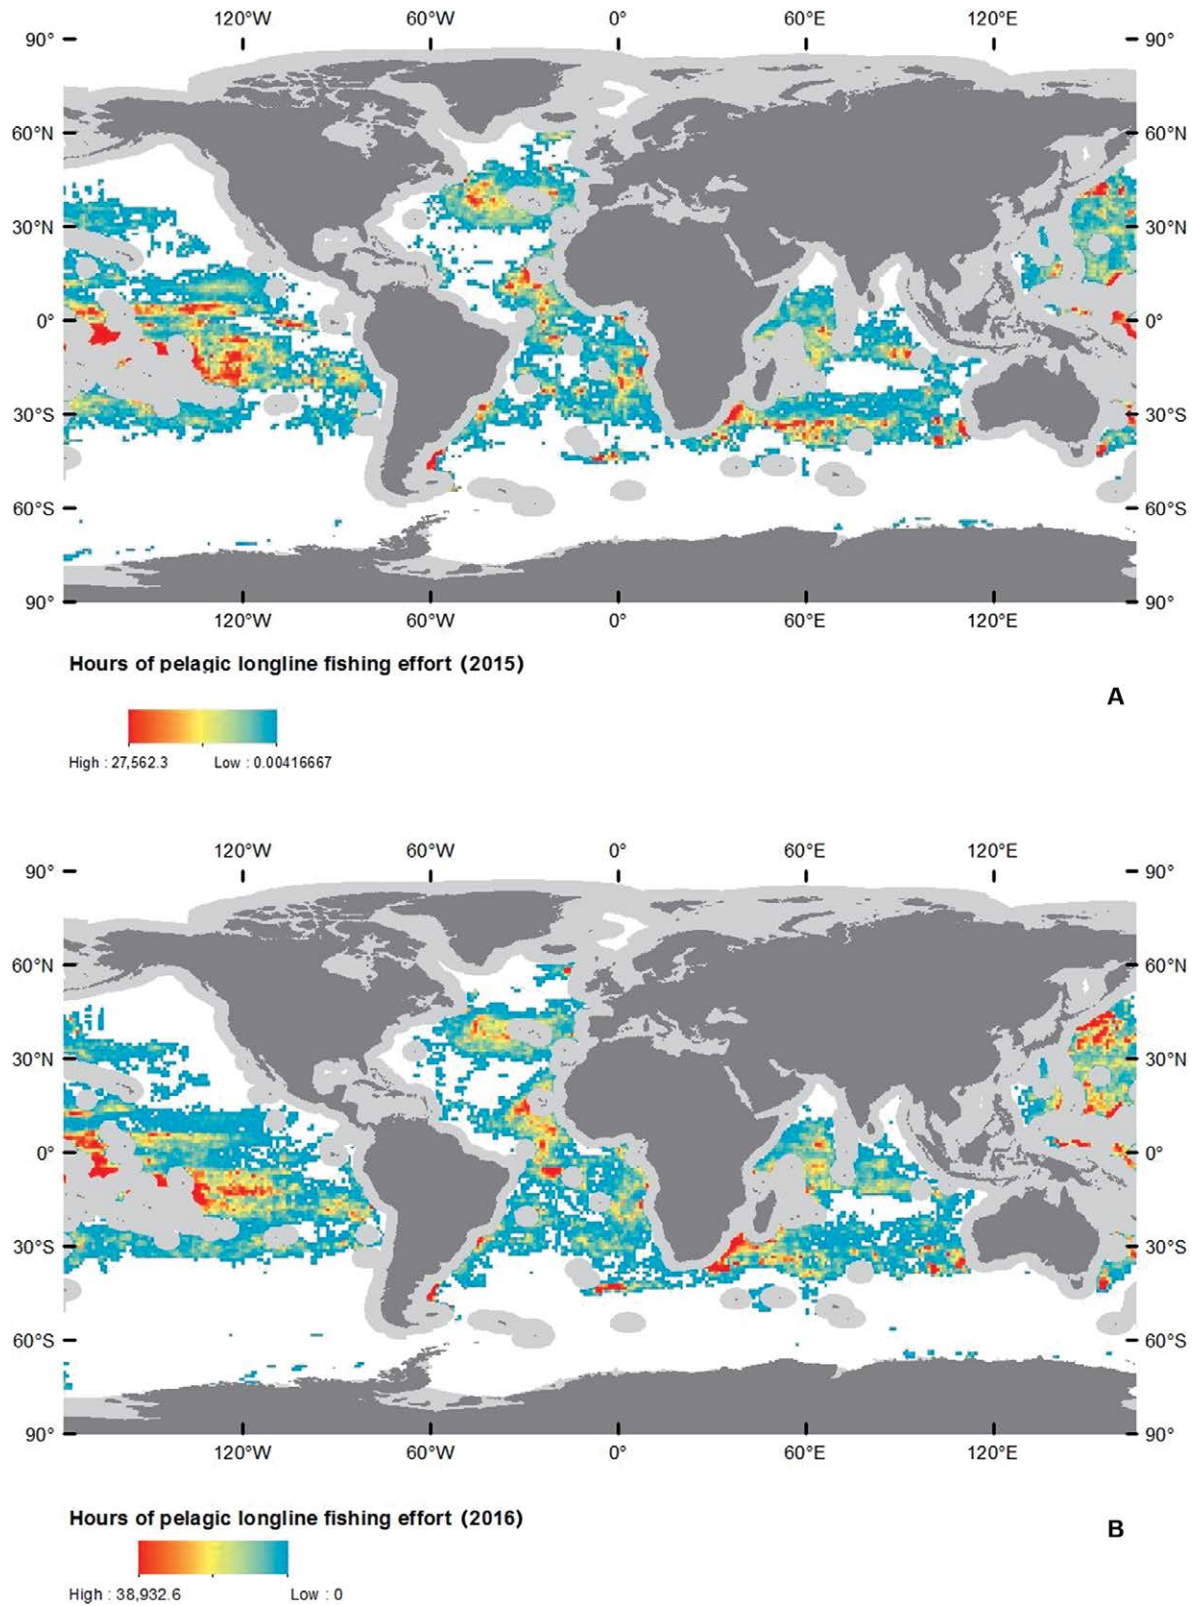 120°W 60°W 0° 60°E 120°E
90° 90°
60°N 60°N
30°N 30°N
0° 0°
30°S 30°S
60°S 60°S
90° 90°
120°W 60°W 0° 60°E 120°E
Hours of pelagic longline fishing effort (2015)
A
High : 27,562.3 Low : 0.00416667
120°W 60°W 0° 60°E 120°E
90° 90°
60°N 60°N
30°N 30°N
0° 0°
30°S 30°S
60°S 60°S
90° 90°
120°W 60°W 0° 60°E 120°E
Hours of pelagic longline fishing effort (2016)
B
High : 38,932.6 Low : 0